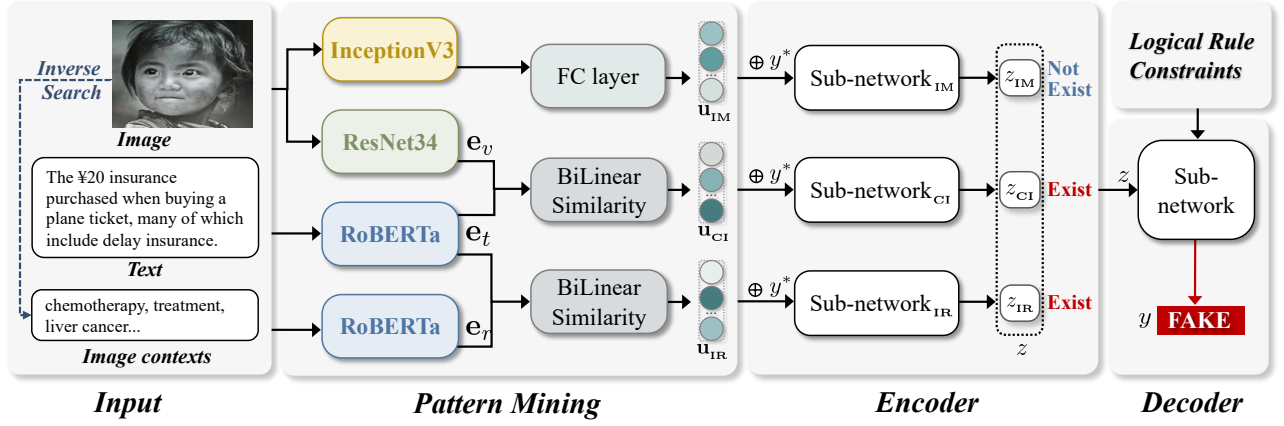 Inverse
Search
Image
The ¥20 insurance
purchased when buying a
plane ticket, many of which
include delay insurance.
Text
chemotherapy, treatment,
liver cancer...
Image contexts
Input
InceptionV3
ResNet34
RoBERTa
RoBERTa
e_v
e_t
e_r
FC layer
BiLinear
Similarity
BiLinear
Similarity
...
u_IM
...
u_CI
...
u_IR
Pattern Mining
⊕ y*
Sub-network_IM
z_IM
Not
Exist
⊕ y*
Sub-network_CI
z_CI
Exist
⊕ y*
Sub-network_IR
z_IR
Exist
z
Encoder
Logical Rule
Constraints
z
Sub-
network
y FAKE
Decoder